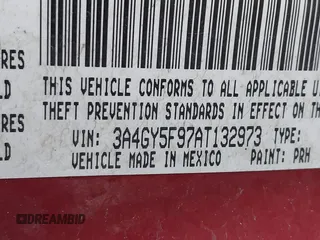 RES
LD
RES
LD
THIS VEHICLE CONFORMS TO ALL APPLICABLE U
THEFT PREVENTION STANDARDS IN EFFECT ON THE
VIN: 3A4GY5F97AT132973 TYPE:
VEHICLE MADE IN MEXICO PAINT: PRH
DREAMBID